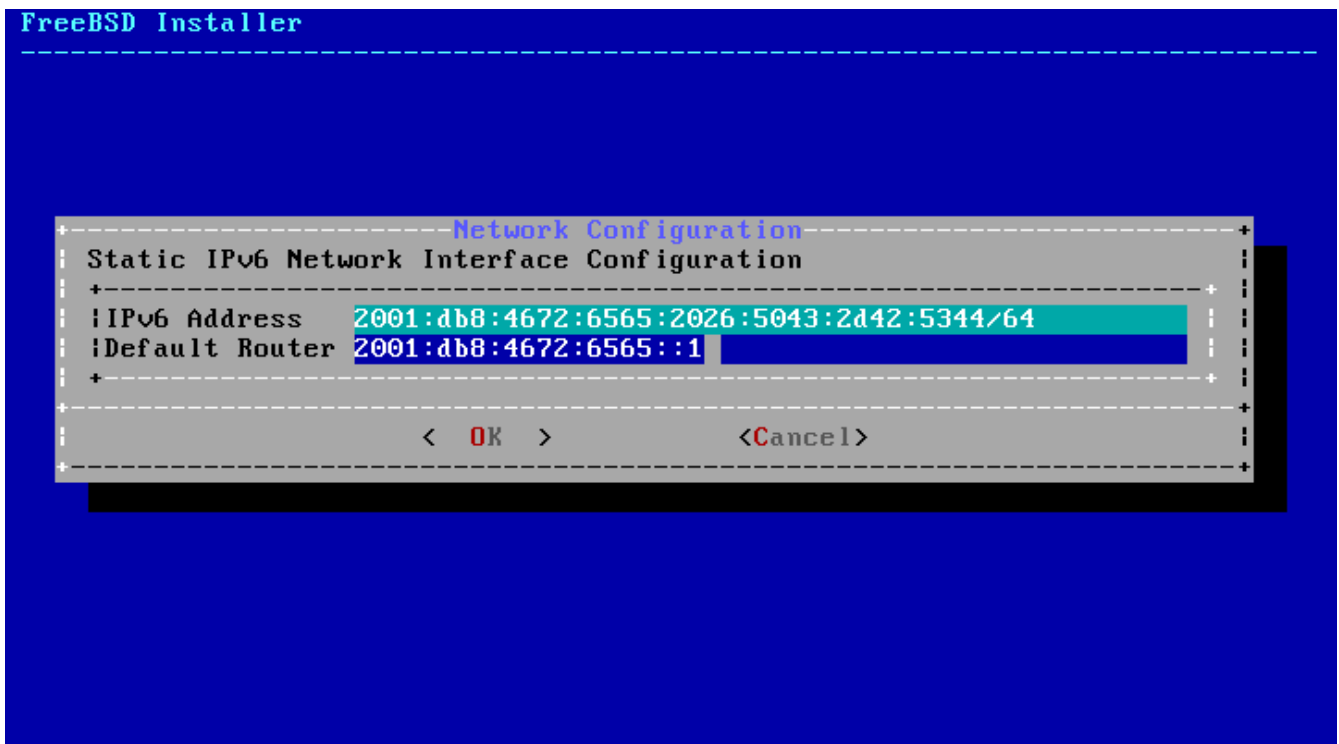 FreeBSD Installer
Network Configuration
Static IPv6 Network Interface Configuration
IPv6 Address 2001:db8:4672:6565:2026:5043:2d42:5344/64
Default Router 2001:db8:4672:6565::1
< OK > <Cancel>